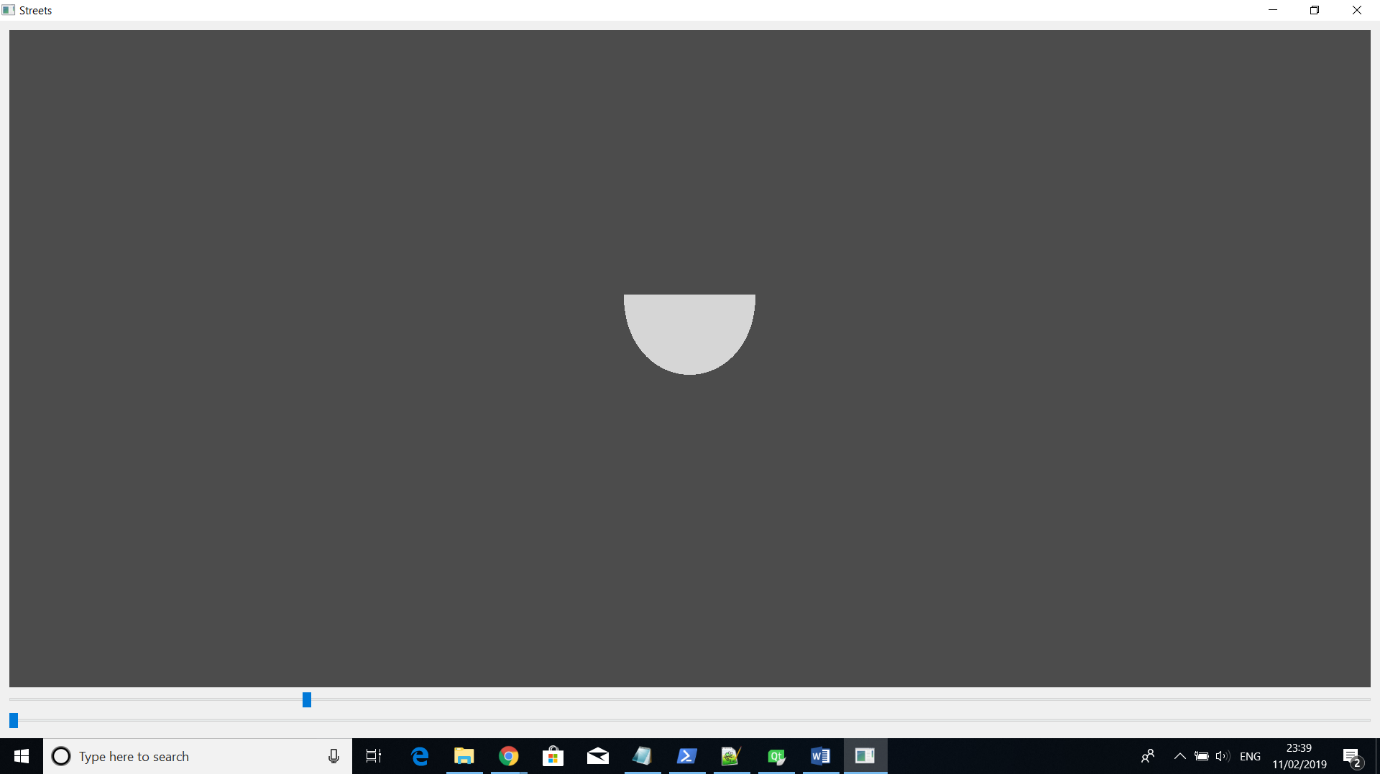 Streets
Type here to search
ENG
23:39
11/02/2019
2